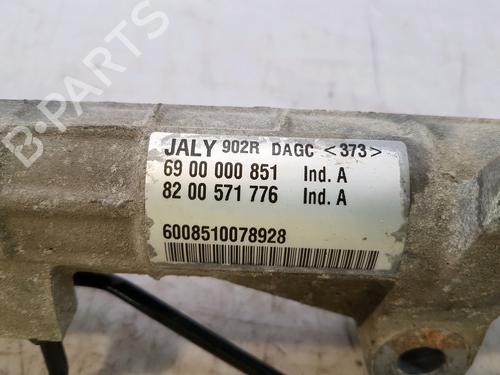 JALY 902R DAGC <373>
69 00 000 851 Ind. A
82 00 571 776 Ind. A
6008510078928
B-Parts